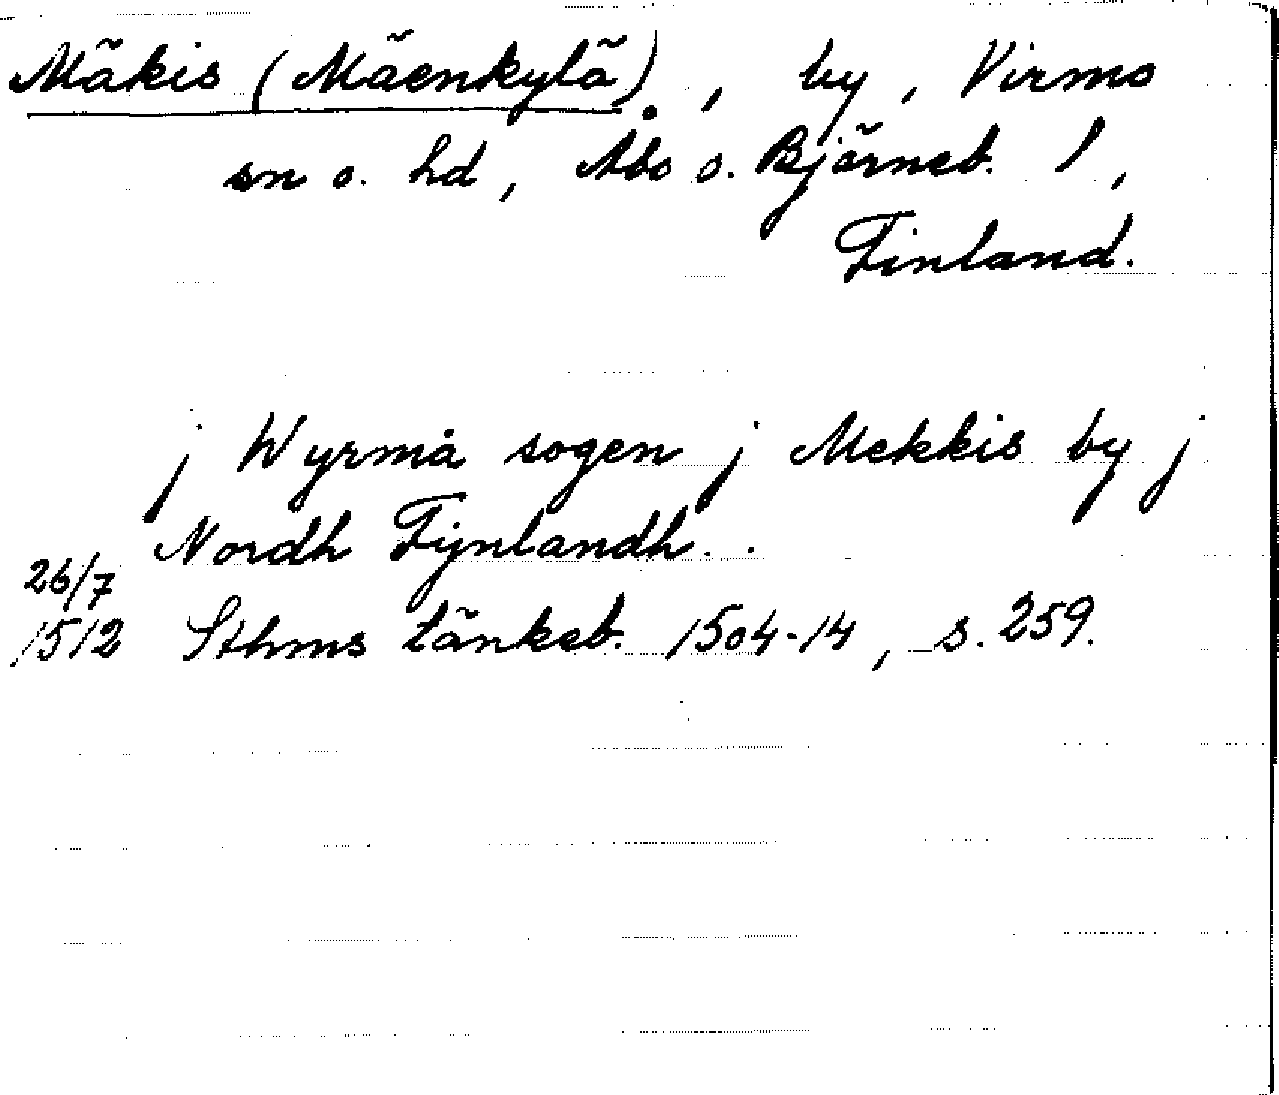 Mäkis (Mäenkylä)., by, Virmo
sn o. hd, Åbo o. Björneb. l,
Finland.
j Wyrmå sogen j Mekkis by j
Nordh Fijnlandh..
26/7
1512 Sthms tänkeb. 1504-14, s. 259.